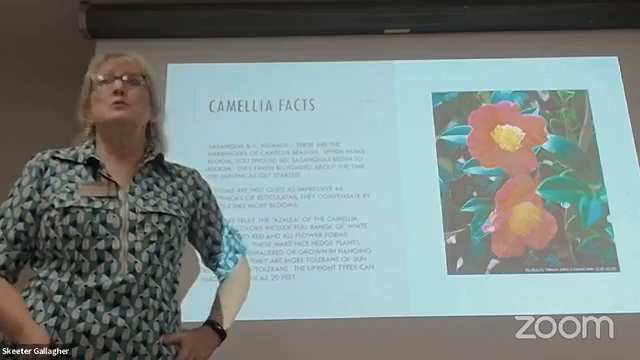 CAMELLIA FACTS
SASANQUA & C. HIEMALIS – THESE ARE THE
HARBINGERS OF CAMELLIA SEASON. WHEN MUMS
BLOOM, YOU SHOULD SEE SASANQUAS BEGIN TO
BLOOM. THEY FINISH BLOOMING ABOUT THE TIME
THE JAPONICAS GET STARTED.
ARE NOT QUITE AS IMPRESSIVE AS
OR RETICULATAS, THEY COMPENSATE BY
MORE BLOOMS.
TRULY THE "AZALEA" OF THE CAMELLIA
COLORS INCLUDE FULL RANGE OF WHITE
RED AND ALL FLOWER FORMS
THESE MAKE NICE HEDGE PLANTS,
OR GROWN IN HANGING
THEY ARE MORE TOLERANT OF SUN
TOLERANT. THE UPRIGHT TYPES CAN
AS 20 FEET.
Skeeter Gallagher
zoom